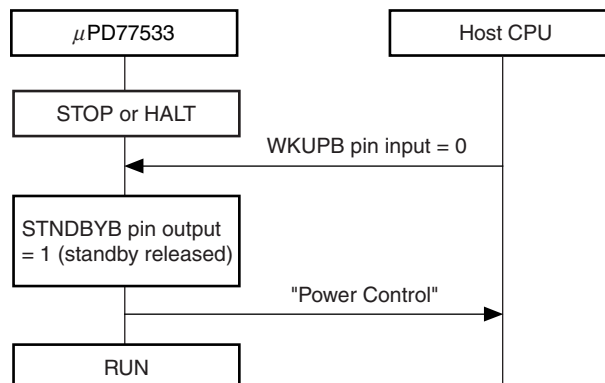 μPD77533
Host CPU
STOP or HALT
WKUPB pin input = 0
STNDBYB pin output
= 1 (standby released)
"Power Control"
RUN